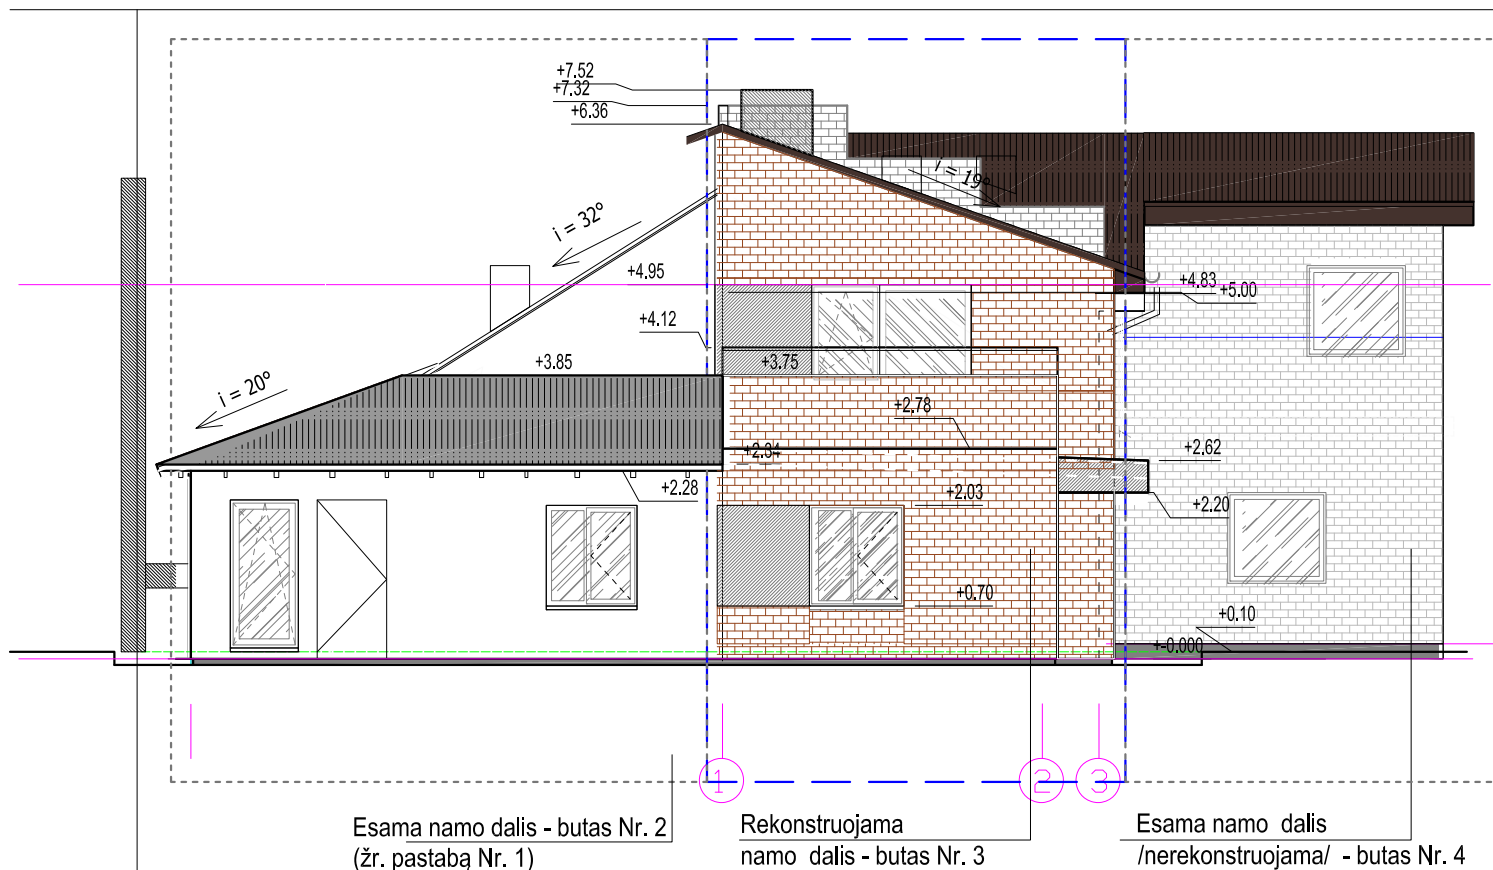 +7.52
+7.32
+6.36
i = 19°
i = 32°
+4.95
+4.83
+5.00
+4.12
+3.85
+3.75
i = 20°
+2.78
+2.34
+2.62
+2.28
+2.03
+2.20
+0.70
+0.10
+-0.000
1
2
3
Esama namo dalis - butas Nr. 2
(žr. pastabą Nr. 1)
Rekonstruojama
namo dalis - butas Nr. 3
Esama namo dalis
/nerekonstruojama/ - butas Nr. 4